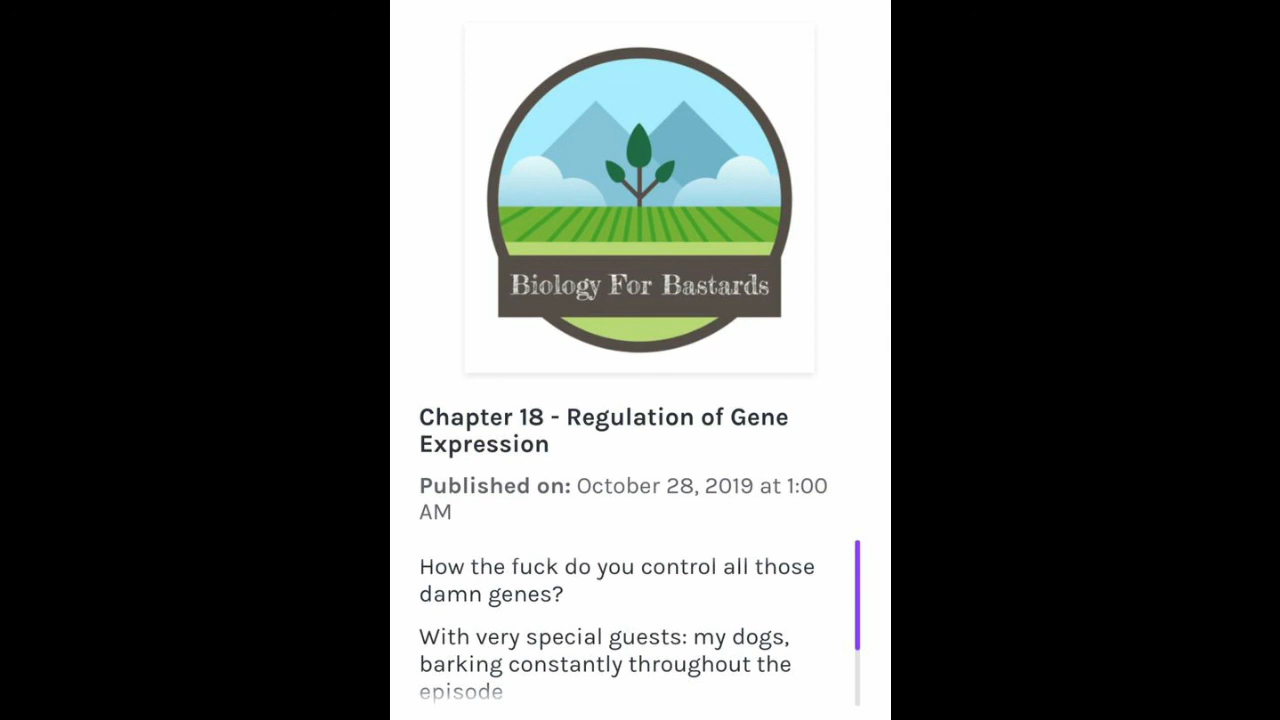 Biology For Bastards
Chapter 18 - Regulation of Gene
Expression
Published on: October 28, 2019 at 1:00
AM
How the fuck do you control all those
damn genes?
With very special guests: my dogs,
barking constantly throughout the
episode